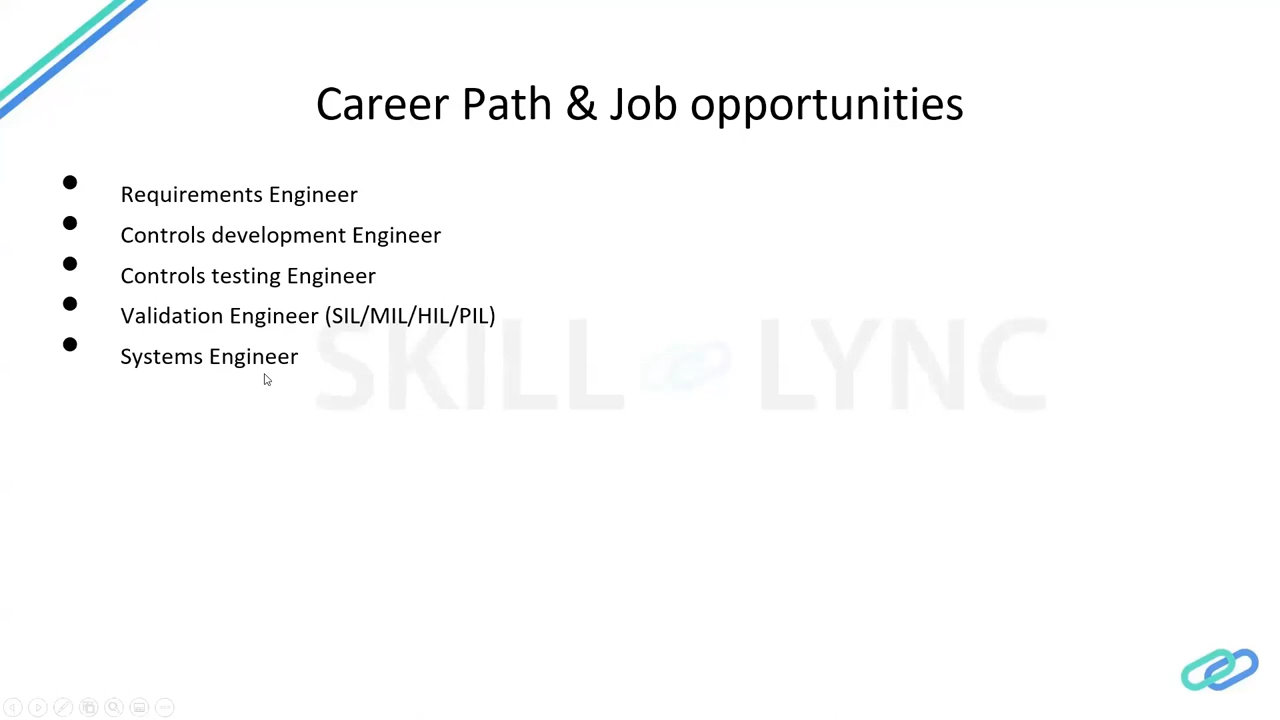 Career Path & Job opportunities
Requirements Engineer
Controls development Engineer
Controls testing Engineer
Validation Engineer (SIL/MIL/HIL/PIL)
Systems Engineer
SKILL LYNC